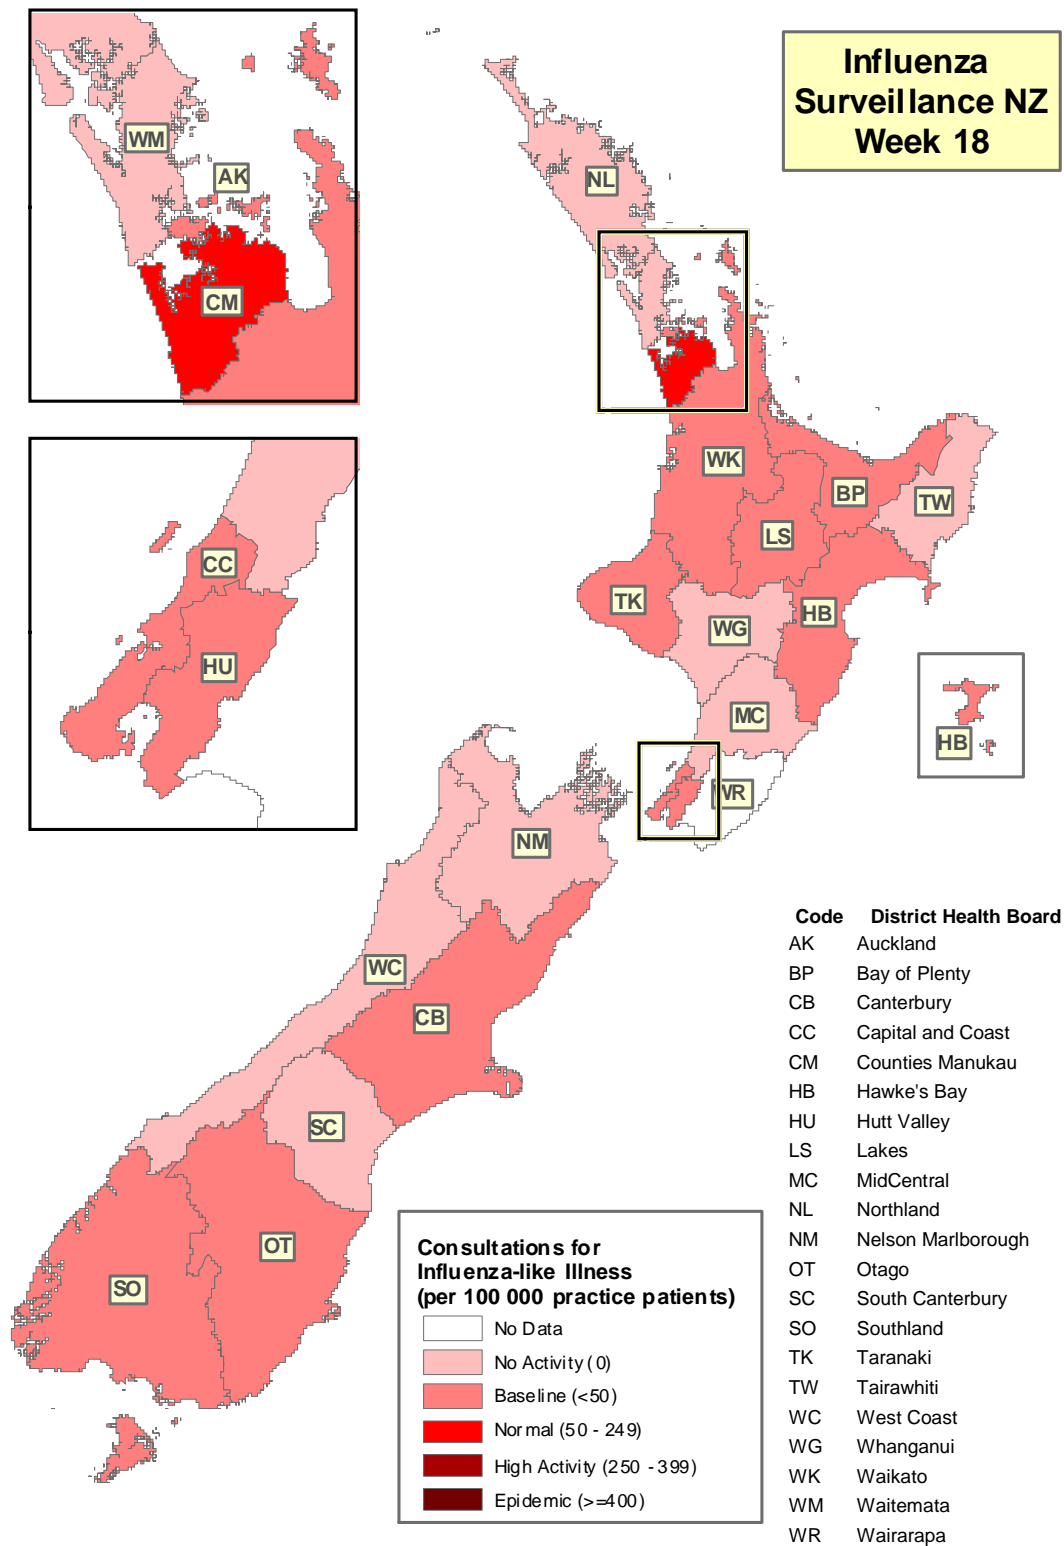 Influenza
Surveillance NZ
Week 18
WM
AK
CM
NL
WK
BP
TW
LS
TK
WG
HB
MC
HB
WR
CC
HU
NM
WC
CB
SC
OT
SO
Code District Health Board
AK Auckland
BP Bay of Plenty
CB Canterbury
CC Capital and Coast
CM Counties Manukau
HB Hawke's Bay
HU Hutt Valley
LS Lakes
MC MidCentral
NL Northland
NM Nelson Marlborough
OT Otago
SC South Canterbury
SO Southland
TK Taranaki
TW Tairawhiti
WC West Coast
WG Whanganui
WK Waikato
WM Waitemata
WR Wairarapa
Consultations for
Influenza-like Illness
(per 100 000 practice patients)
No Data
No Activity (0)
Baseline (<50)
Normal (50 - 249)
High Activity (250 - 399)
Epidemic (>=400)